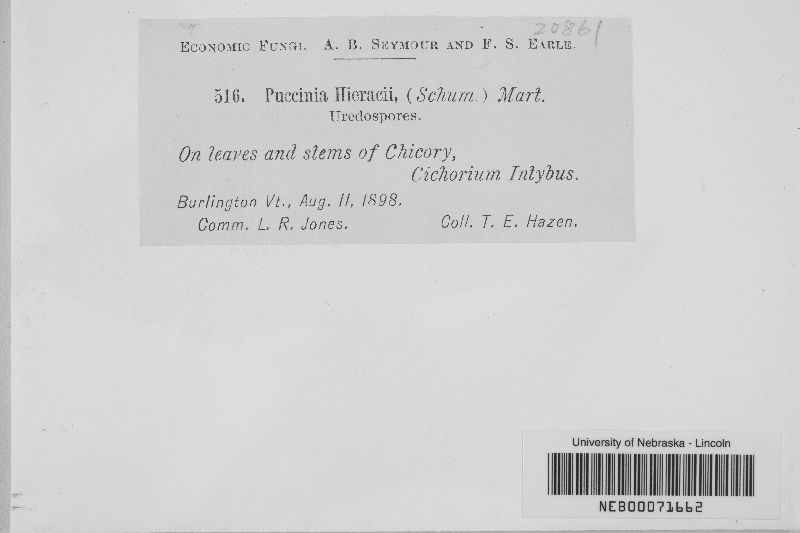 20861
ECONOMIC FUNGI. A. B. SEYMOUR AND F. S. EARLE.
516. Puccinia Hieracii, (Schum.) Mart.
Uredospores.
On leaves and stems of Chicory,
Cichorium Intybus.
Burlington Vt., Aug. 11, 1898.
Comm. L. R. Jones. Coll. T. E. Hazen.
University of Nebraska - Lincoln
NEB00071662